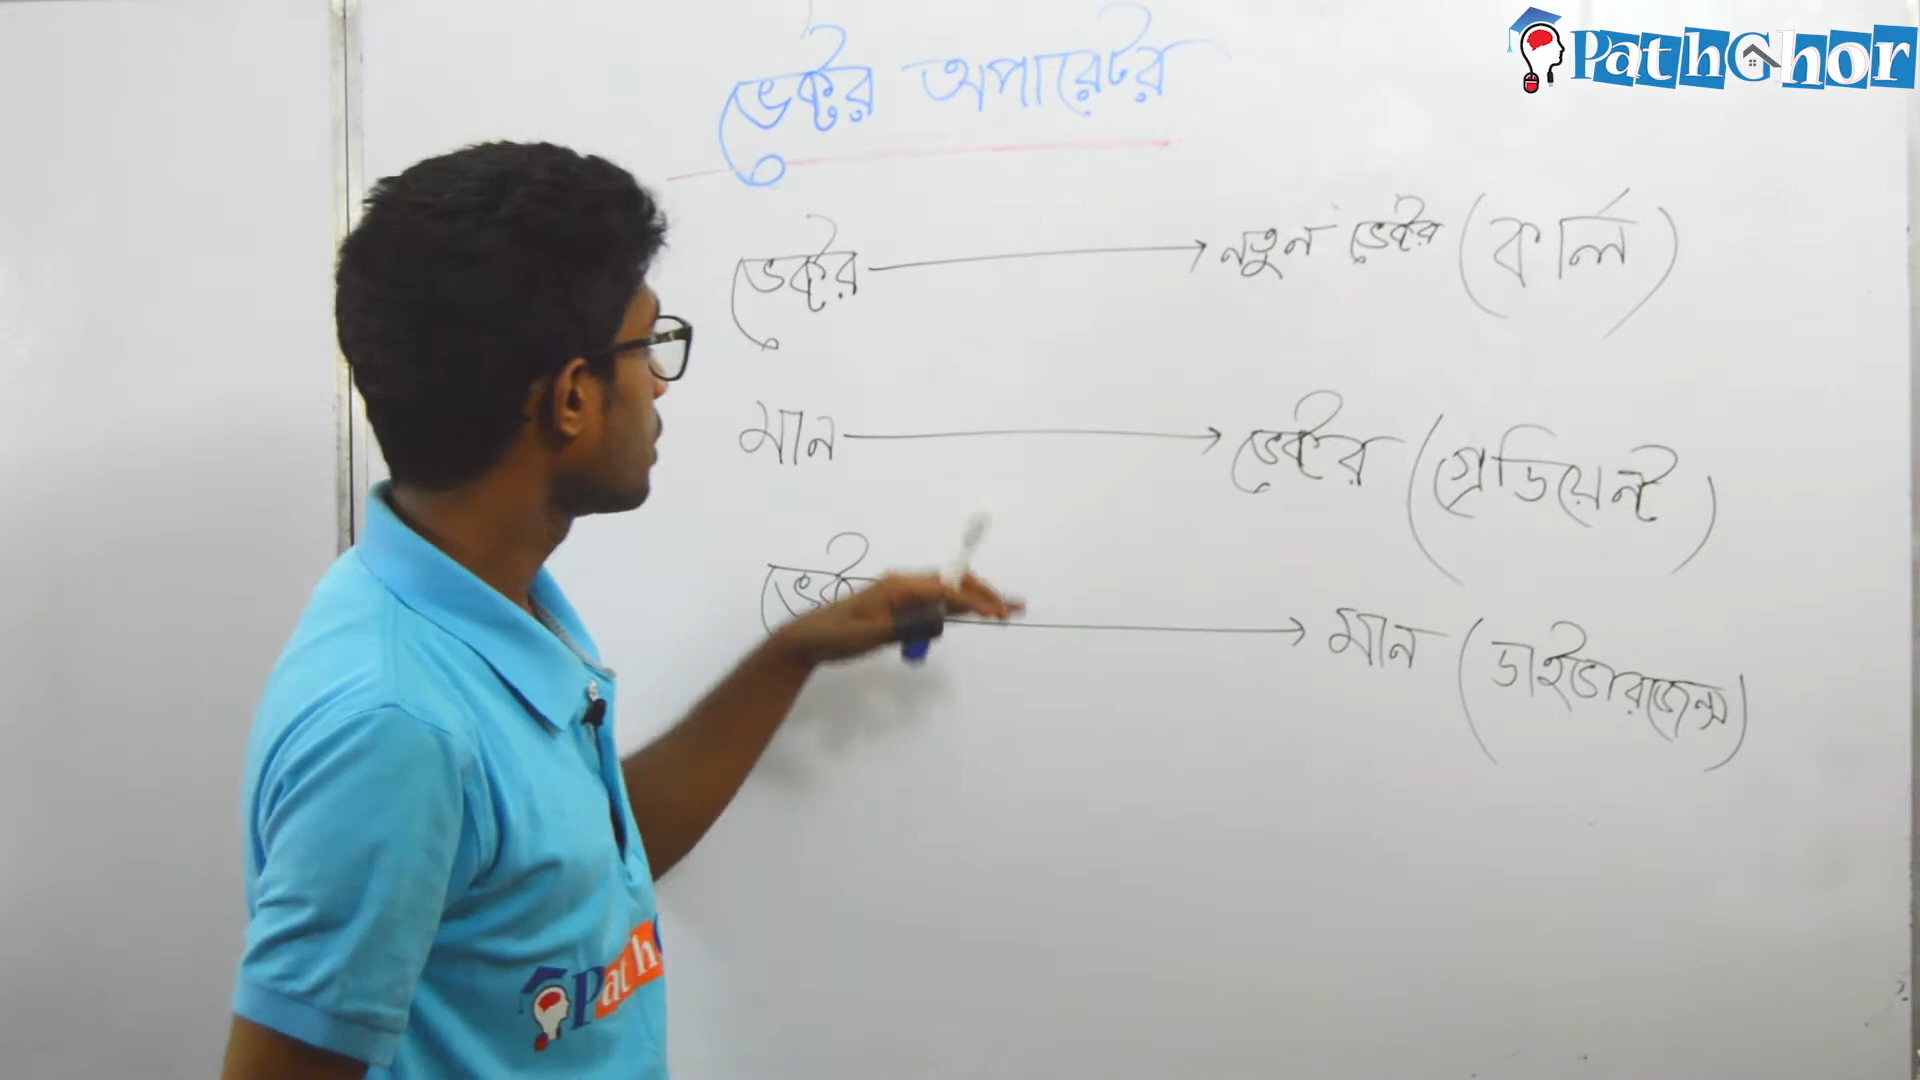 PathGhor
ভেক্টর অপারেটর
ভেক্টর → নতুন ভেক্টর (কার্ল)
মান → ভেক্টর (গ্রেডিয়েন্ট)
→ মান (ডাইভারজেন্স)
Path